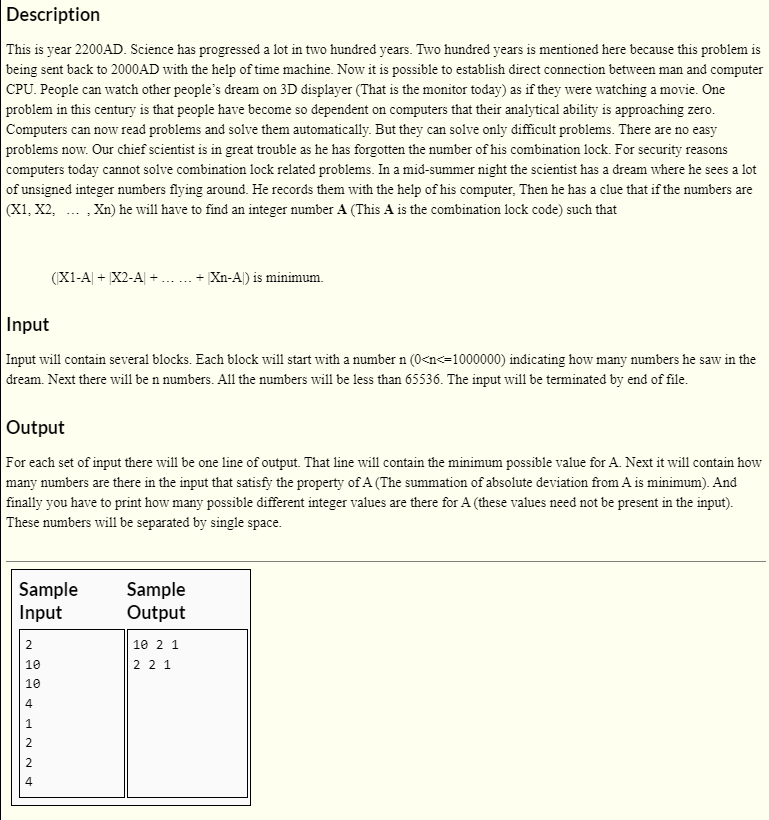 Description
This is year 2200AD. Science has progressed a lot in two hundred years. Two hundred years is mentioned here because this problem is
being sent back to 2000AD with the help of time machine. Now it is possible to establish direct connection between man and computer
CPU. People can watch other people’s dream on 3D displayer (That is the monitor today) as if they were watching a movie. One
problem in this century is that people have become so dependent on computers that their analytical ability is approaching zero.
Computers can now read problems and solve them automatically. But they can solve only difficult problems. There are no easy
problems now. Our chief scientist is in great trouble as he has forgotten the number of his combination lock. For security reasons
computers today cannot solve combination lock related problems. In a mid-summer night the scientist has a dream where he sees a lot
of unsigned integer numbers flying around. He records them with the help of his computer, Then he has a clue that if the numbers are
(X1, X2, … , Xn) he will have to find an integer number A (This A is the combination lock code) such that
(|X1-A| + |X2-A| + … … + |Xn-A|) is minimum.
Input
Input will contain several blocks. Each block will start with a number n (0<n<=1000000) indicating how many numbers he saw in the
dream. Next there will be n numbers. All the numbers will be less than 65536. The input will be terminated by end of file.
Output
For each set of input there will be one line of output. That line will contain the minimum possible value for A. Next it will contain how
many numbers are there in the input that satisfy the property of A (The summation of absolute deviation from A is minimum). And
finally you have to print how many possible different integer values are there for A (these values need not be present in the input).
These numbers will be separated by single space.
Sample Input
Sample Output
2
10
10
4
1
2
2
4
10 2 1
2 2 1